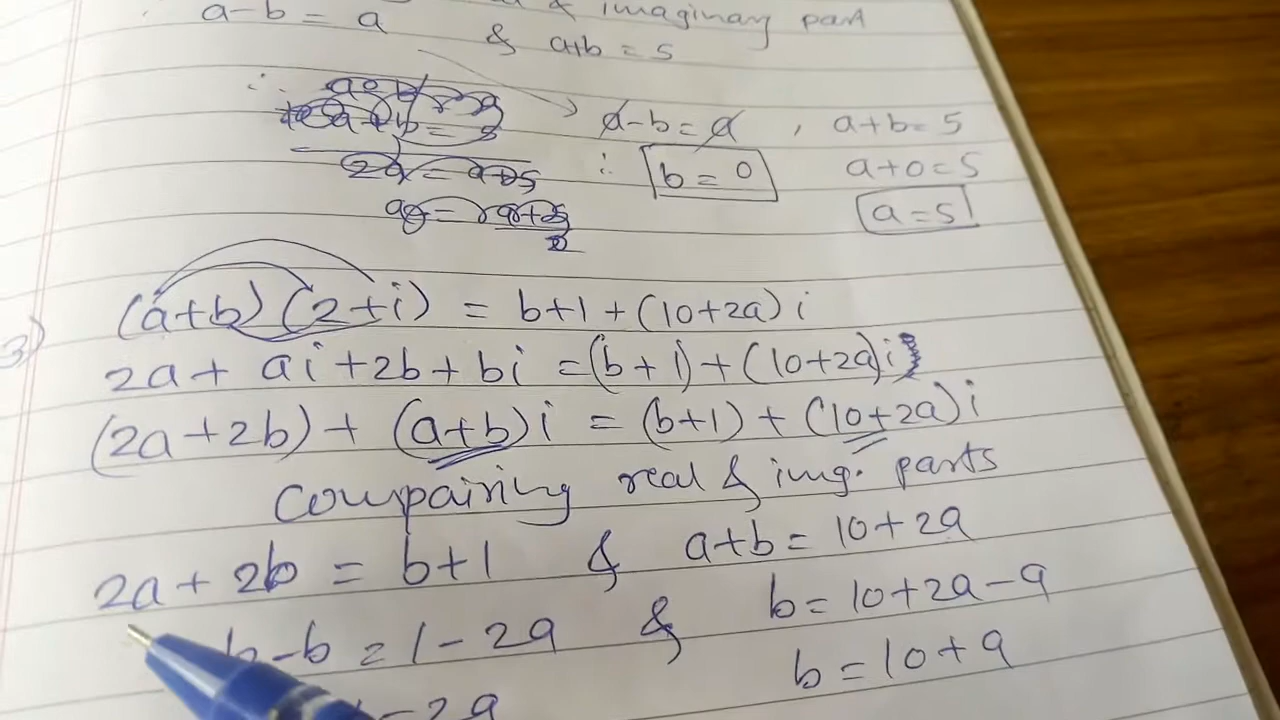 & imaginary part
a-b = a & a+b = 5
a-b = a , a+b = 5
∴ b = 0 a+0 = 5
a = 5
3) (a+b) (2+i) = b+1 + (10+2a) i
2a + ai + 2b + bi = (b+1) + (10+2a)i
(2a+2b) + (a+b)i = (b+1) + (10+2a)i
Compairing real & img. parts
2a + 2b = b+1 & a+b = 10+2a
b-b = 1-2a & b = 10+2a-a
-2a b = 10+a